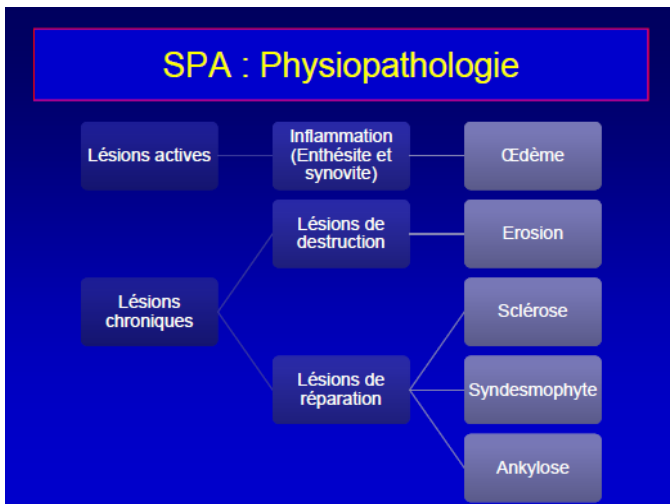 SPA : Physiopathologie
Lésions actives
Inflammation
(Enthésite et
synovite)
Œdème
Lésions
chroniques
Lésions de
destruction
Erosion
Lésions de
réparation
Sclérose
Syndesmophyte
Ankylose